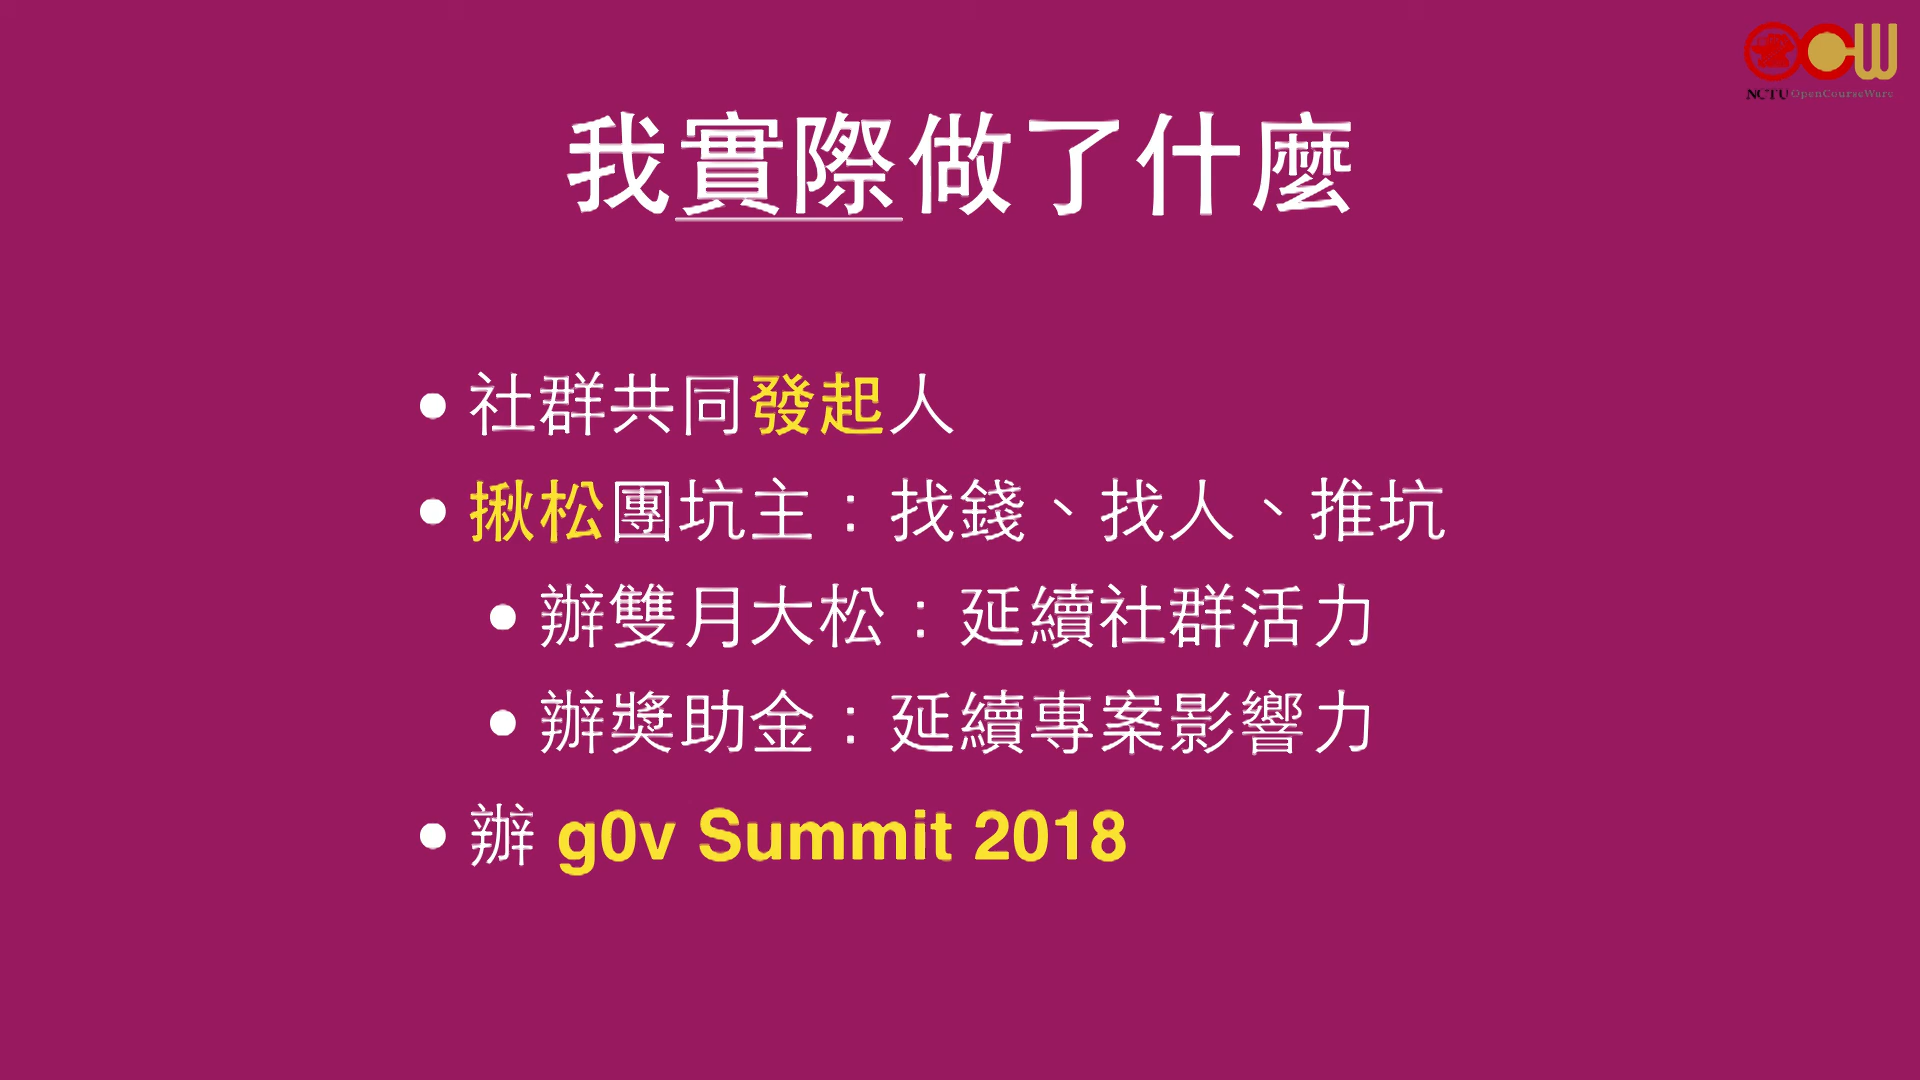 NCTU OpenCourseWare
我實際做了什麼
• 社群共同發起人
• 揪松團坑主：找錢、找人、推坑
• 辦雙月大松：延續社群活力
• 辦獎助金：延續專案影響力
• 辦 g0v Summit 2018